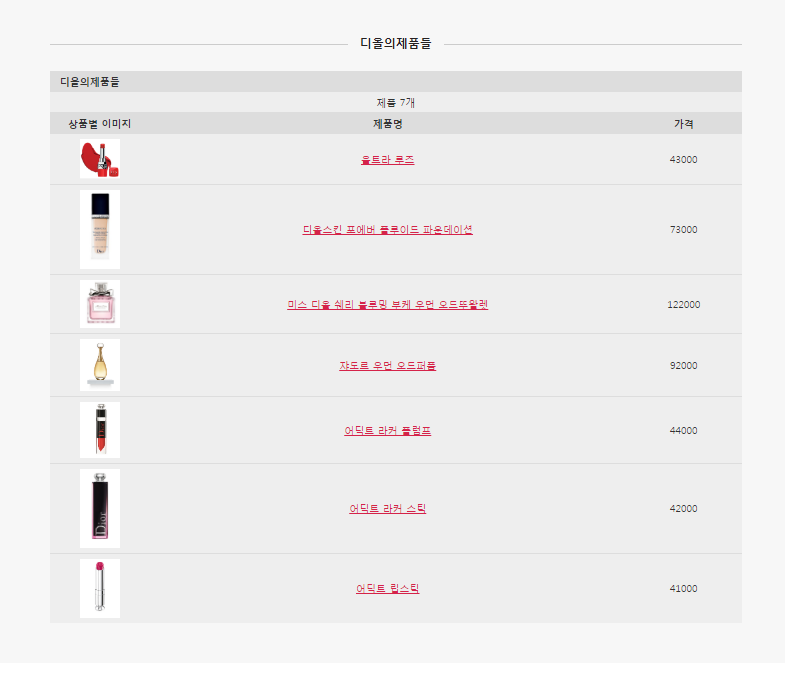 디올의제품들
디올의제품들
제품 7개
상품별 이미지 제품명 가격
울트라 루즈 43000
디올스킨 포에버 플루이드 파운데이션 73000
미스 디올 쉐리 블루밍 부케 우먼 오드뚜왈렛 122000
쟈도르 우먼 오드퍼퓸 92000
어딕트 라커 플럼프 44000
어딕트 라커 스틱 42000
Dior
어딕트 립스틱 41000